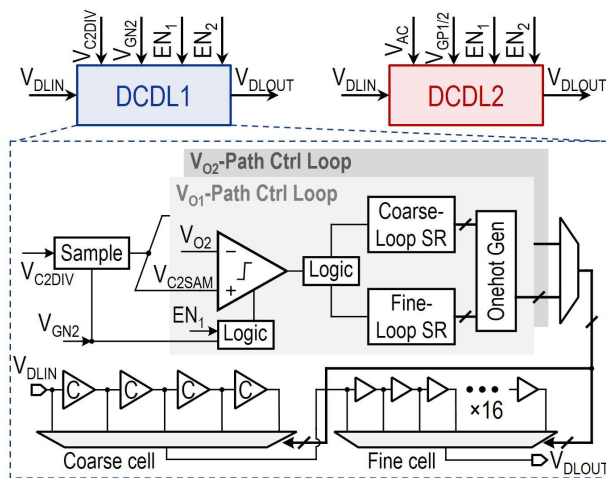 V_C2DIV V_GN2 EN_1 EN_2
V_AC V_GP1/2 EN_1 EN_2
V_DLIN DCDL1 V_DLOUT
V_DLIN DCDL2 V_DLOUT
V_O2-Path Ctrl Loop
V_O1-Path Ctrl Loop
Coarse-
Loop SR
Sample
V_O2
−
V_C2DIV
V_C2SAM
+
Logic
Onehot Gen
Fine-
Loop SR
EN_1
Logic
V_GN2
V_DLIN
C C C C
×16
Coarse cell
Fine cell
V_DLOUT